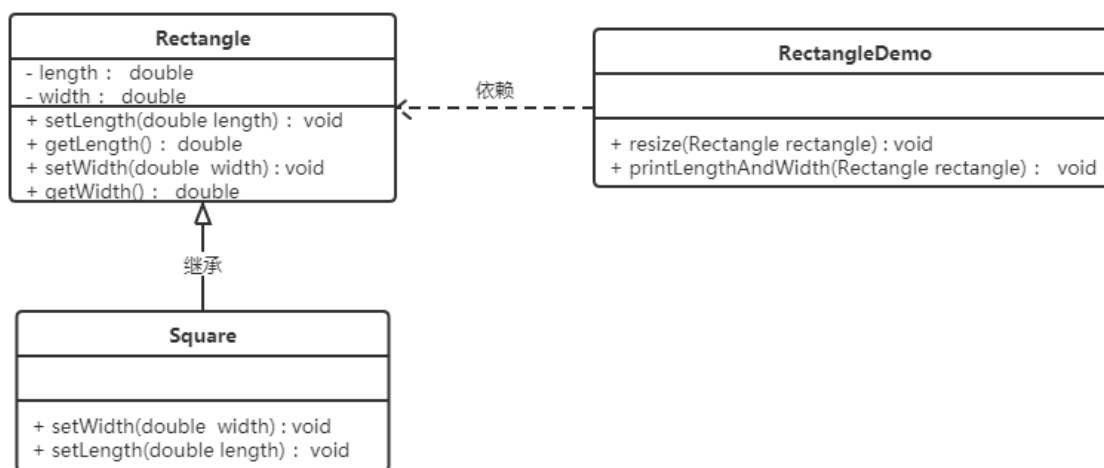 Rectangle
- length : double
- width : double
+ setLength(double length) : void
+ getLength() : double
+ setWidth(double width) : void
+ getWidth() : double
依赖
RectangleDemo
+ resize(Rectangle rectangle) : void
+ printLengthAndWidth(Rectangle rectangle) : void
继承
Square
+ setWidth(double width) : void
+ setLength(double length) : void